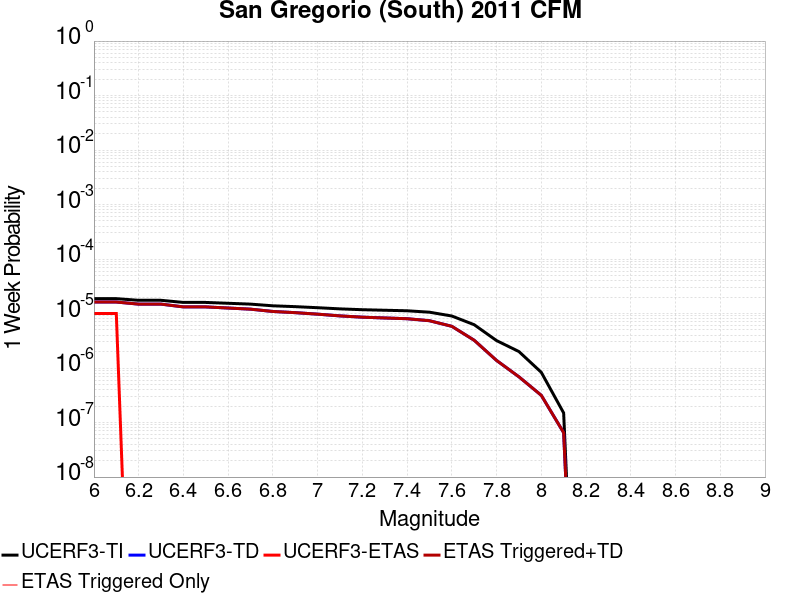 San Gregorio (South) 2011 CFM
1 Week Probability
10^0
10^-1
10^-2
10^-3
10^-4
10^-5
10^-6
10^-7
10^-8
6 6.2 6.4 6.6 6.8 7 7.2 7.4 7.6 7.8 8 8.2 8.4 8.6 8.8 9
Magnitude
UCERF3-TI UCERF3-TD UCERF3-ETAS ETAS Triggered+TD
ETAS Triggered Only